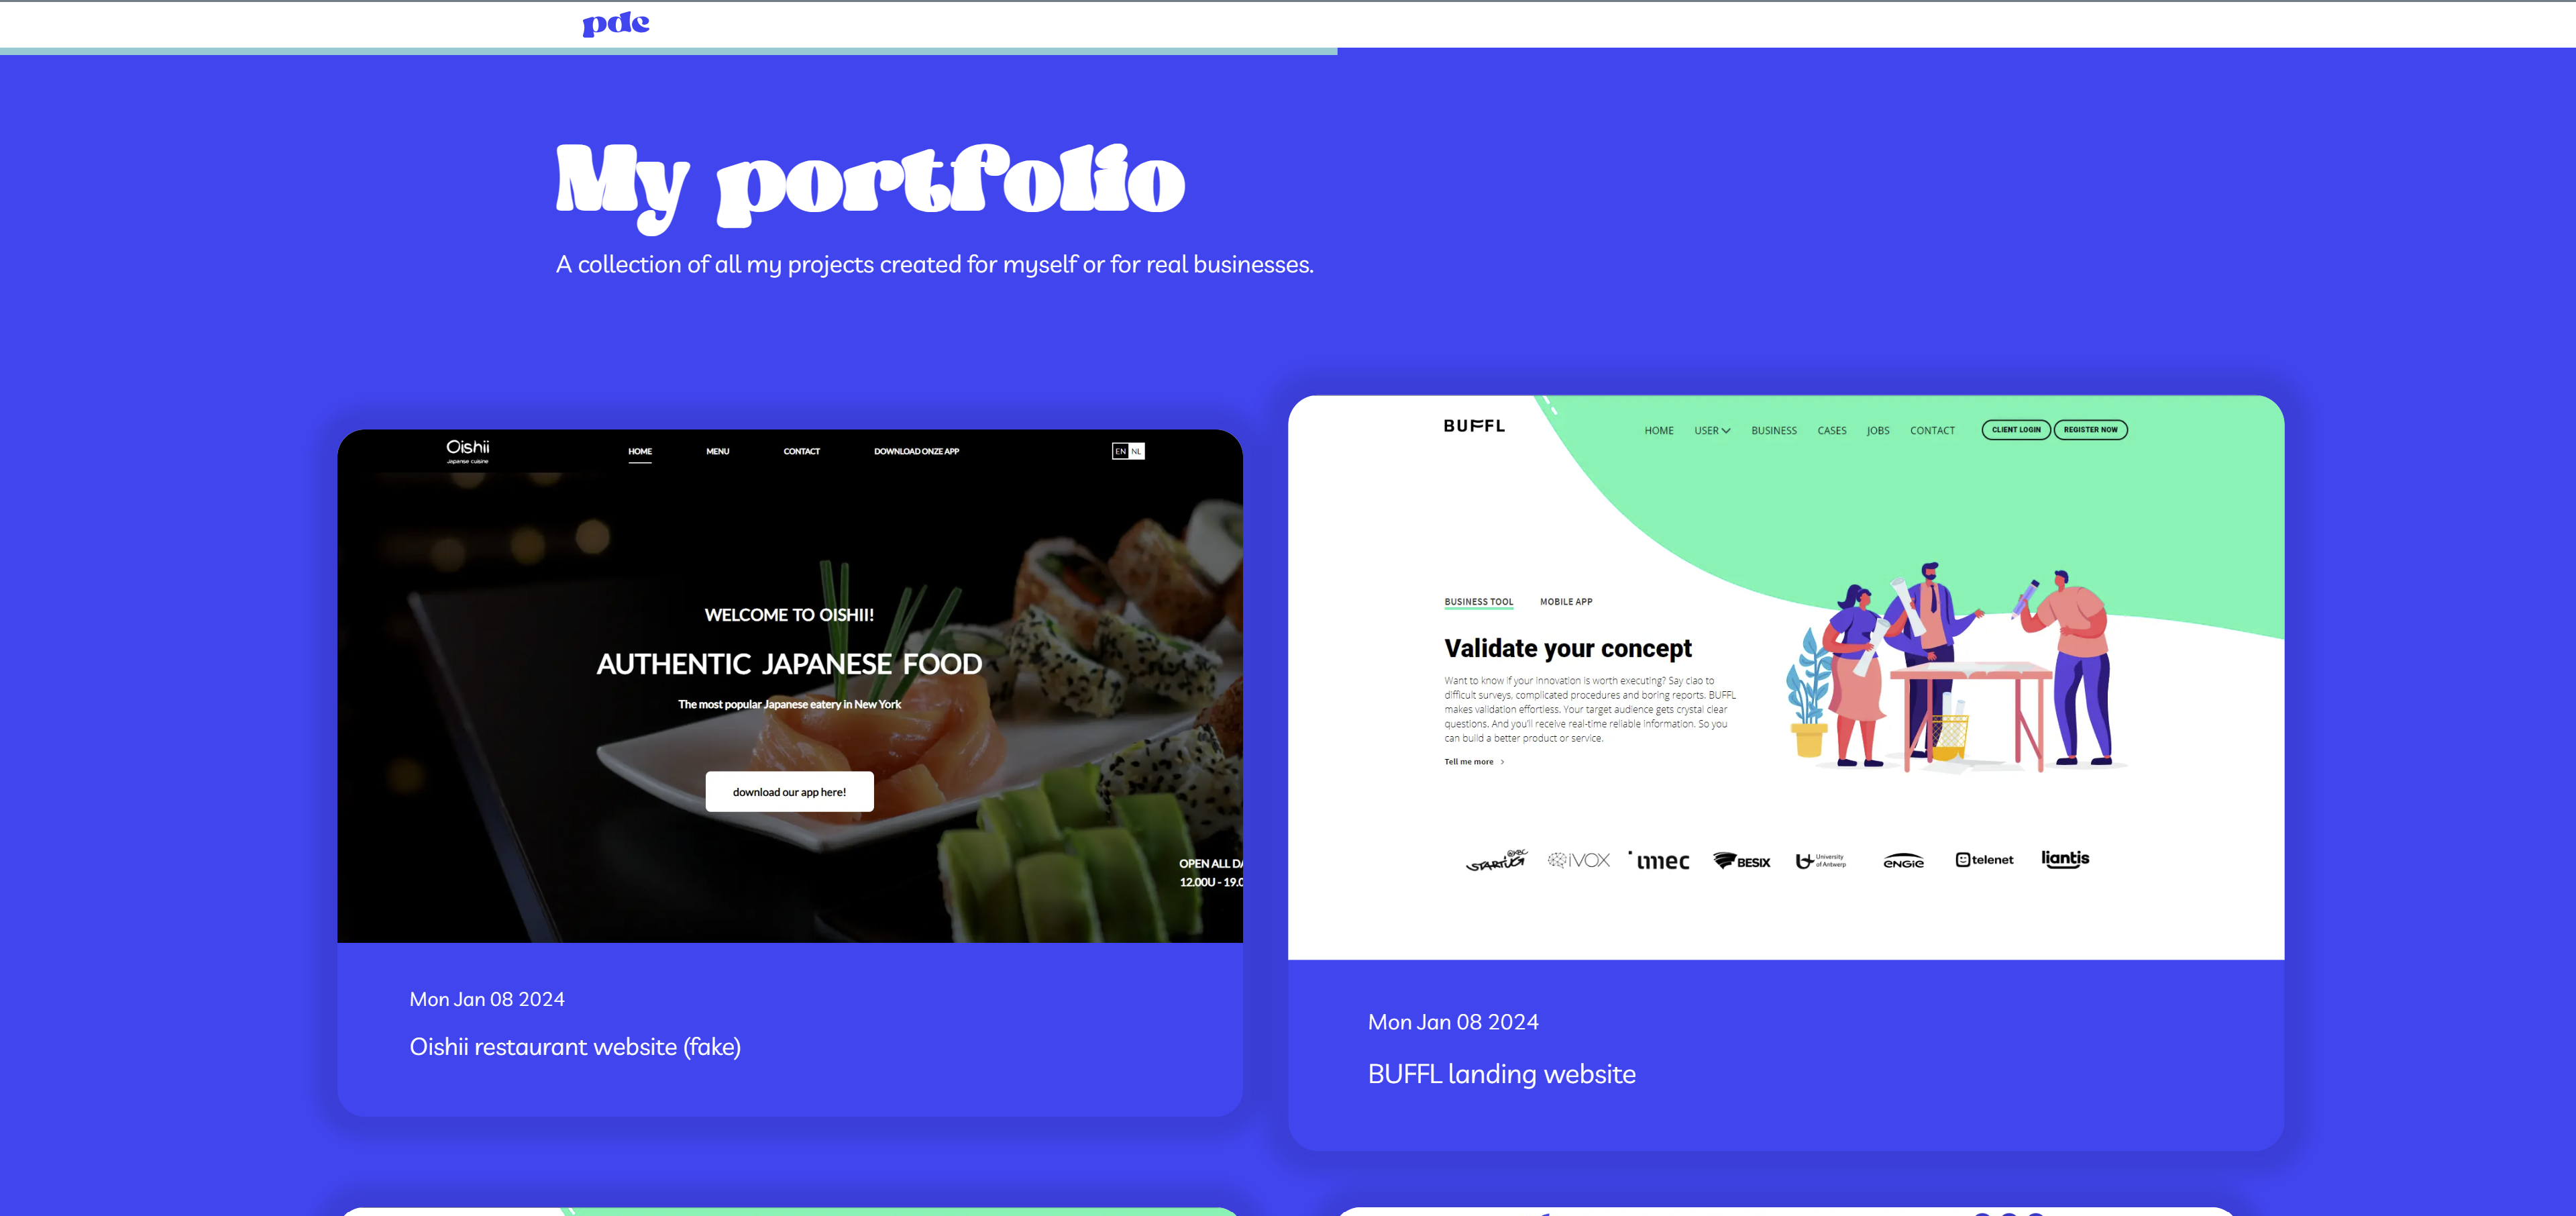 pdc
My portfolio
A collection of all my projects created for myself or for real businesses.
Oishii
Japanese cuisine
HOME MENU CONTACT DOWNLOAD ONZE APP
EN NL
WELCOME TO OISHII!
AUTHENTIC JAPANESE FOOD
The most popular Japanese eatery in New York
download our app here!
OPEN ALL DA
12.00U - 19.0
Mon Jan 08 2024
Oishii restaurant website (fake)
BUFFL
HOME USER BUSINESS CASES JOBS CONTACT CLIENT LOGIN REGISTER NOW
BUSINESS TOOL MOBILE APP
Validate your concept
Want to know if your innovation is worth executing? Say ciao to
difficult surveys, complicated procedures and boring reports. BUFFL
makes validation effortless. Your target audience gets crystal clear
questions. And you'll receive real-time reliable information. So you
can build a better product or service.
Tell me more >
START iVOX imec BESIX University of Antwerp ENGIE telenet liantis
Mon Jan 08 2024
BUFFL landing website